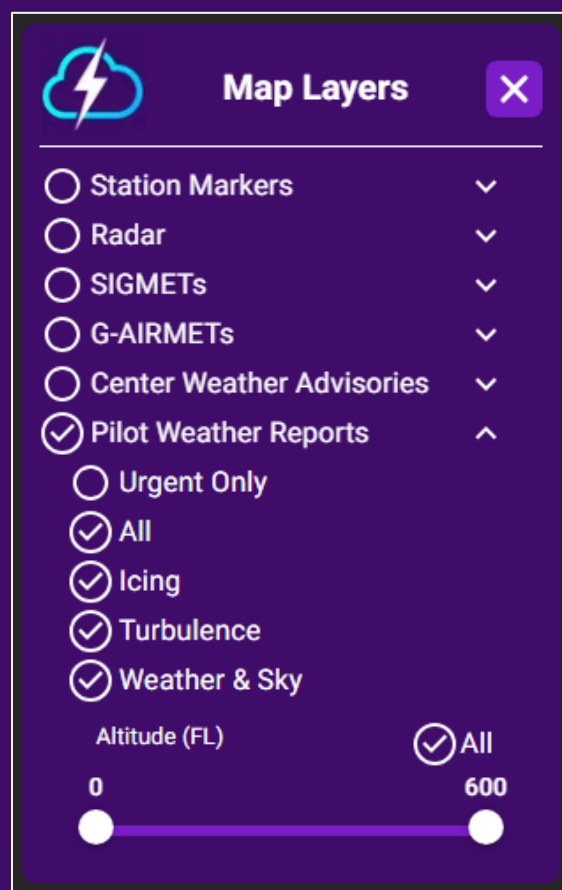 Map Layers
Station Markers
Radar
SIGMETs
G-AIRMETs
Center Weather Advisories
Pilot Weather Reports
Urgent Only
All
Icing
Turbulence
Weather & Sky
Altitude (FL) All
0 600